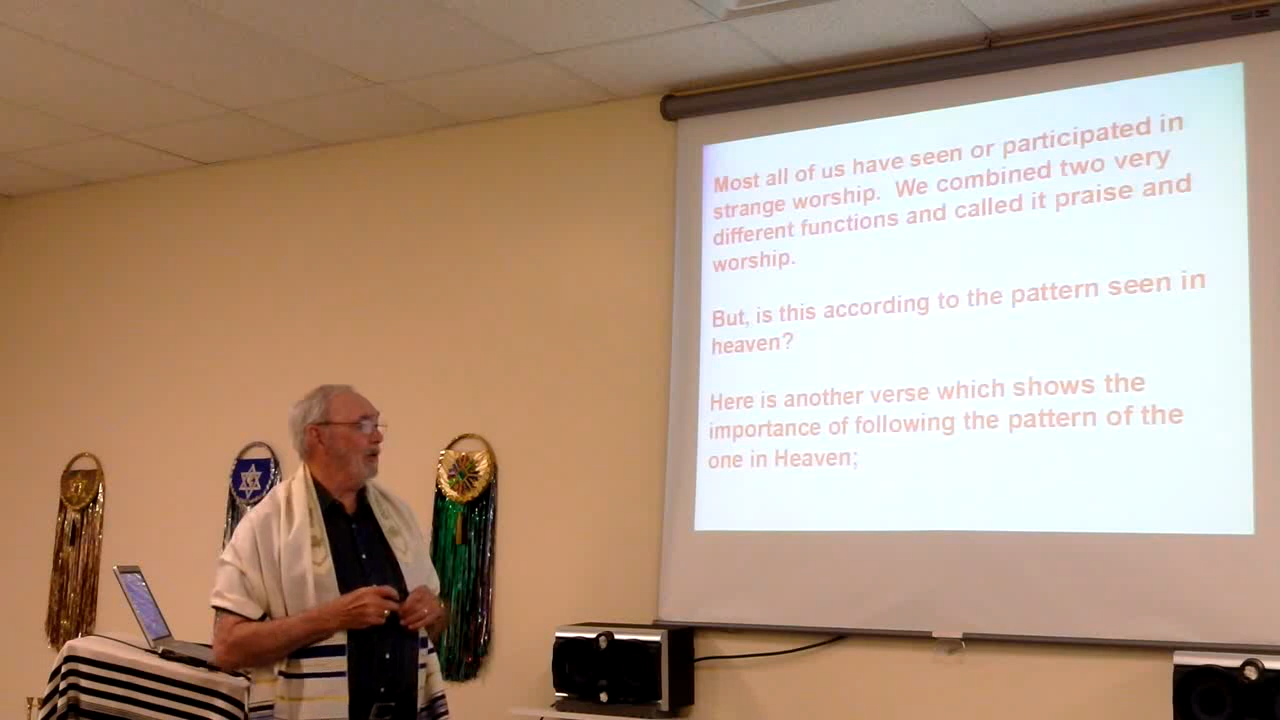 Most all of us have seen or participated in
strange worship.  We combined two very
different functions and called it praise and
worship.
But, is this according to the pattern seen in
heaven?
Here is another verse which shows the
importance of following the pattern of the
one in Heaven;